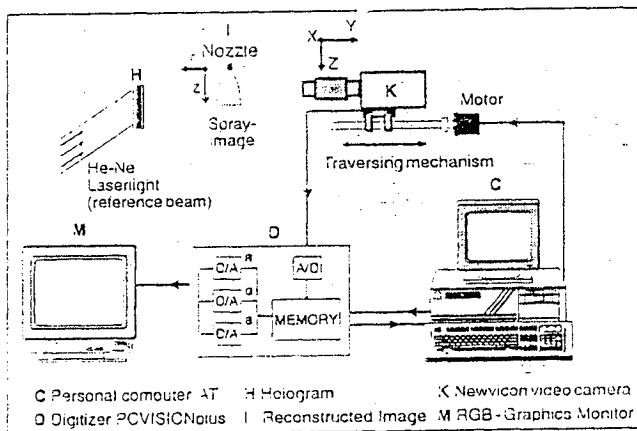 I
X Y
Nozzle
H
Z
Z
K
Motor
Spray-
image
He-Ne
Laserlight
(reference beam)
Traversing mechanism
C
M
D
R
D/A
A/D
G
D/A
B
D/A
MEMORY
C Personal computer AT H Hologram K Newvicon video camera
D Digitizer PCVISIONplus I Reconstructed Image M RGB-Graphics Monitor